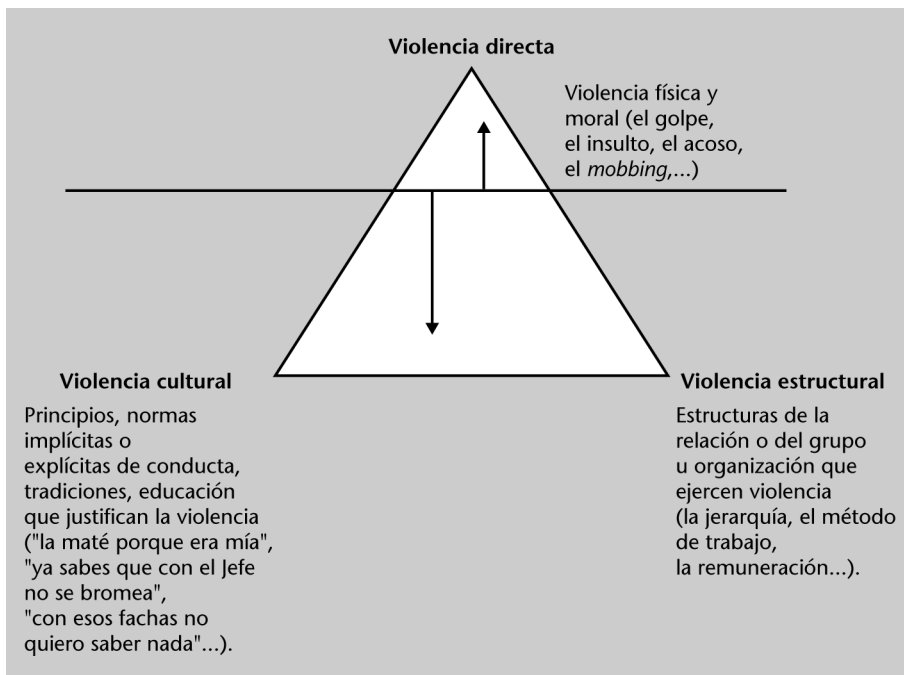 Violencia directa
Violencia física y
moral (el golpe,
el insulto, el acoso,
el mobbing,...)
Violencia cultural
Principios, normas
implícitas o
explícitas de conducta,
tradiciones, educación
que justifican la violencia
("la maté porque era mía",
"ya sabes que con el Jefe
no se bromea",
"con esos fachas no
quiero saber nada"...).
Violencia estructural
Estructuras de la
relación o del grupo
u organización que
ejercen violencia
(la jerarquía, el método
de trabajo,
la remuneración...).